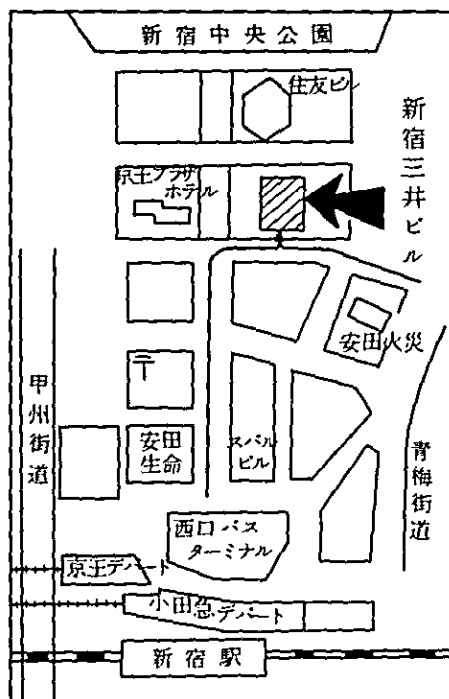 新宿中央公園
住友ビル
新宿三井ビル
京王プラザ
ホテル
安田火災
甲州街道
〒
安田
生命
スバル
ビル
青梅街道
西口バス
ターミナル
京王デパート
小田急デパート
新宿駅